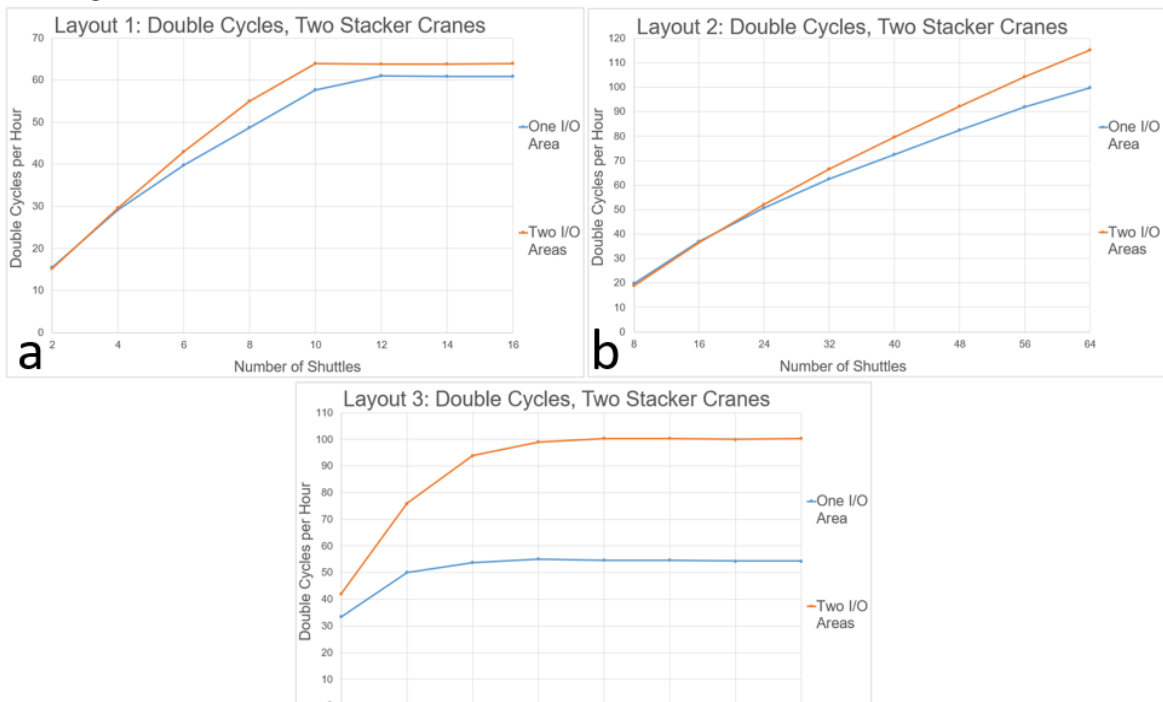 Layout 1: Double Cycles, Two Stacker Cranes
70
60
50
40
30
20
10
0
Double Cycles per Hour
2 4 6 8 10 12 14 16
Number of Shuttles
One I/O
Area
Two I/O
Areas
a
Layout 2: Double Cycles, Two Stacker Cranes
120
110
100
90
80
70
60
50
40
30
20
10
0
Double Cycles per Hour
8 16 24 32 40 48 56 64
Number of Shuttles
One I/O
Area
Two I/O
Areas
b
Layout 3: Double Cycles, Two Stacker Cranes
110
100
90
80
70
60
50
40
30
20
10
Double Cycles per Hour
One I/O
Area
Two I/O
Areas